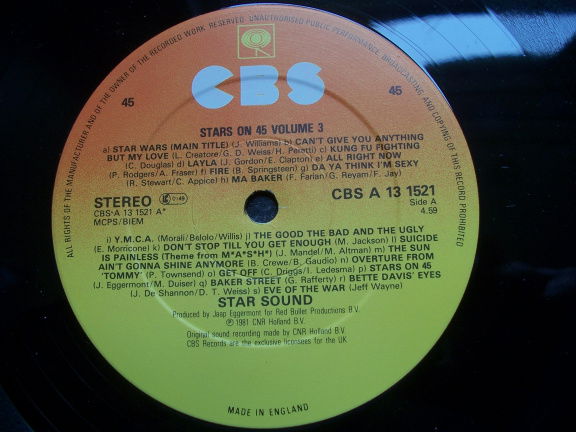 ALL RIGHTS OF THE MANUFACTURER AND OF THE OWNER OF THE RECORDED WORK RESERVED. UNAUTHORISED PUBLIC PERFORMANCE, BROADCASTING AND COPYING OF THIS RECORD PROHIBITED
CBS
45 45
STARS ON 45 VOLUME 3
a) STAR WARS (MAIN TITLE) (J. Williams) b) CAN'T GIVE YOU ANYTHING
BUT MY LOVE (L. Creatore/G. D. Weiss/H. Peratti) c) KUNG FU FIGHTING
(C. Douglas) d) LAYLA (J. Gordon/E. Clapton) e) ALL RIGHT NOW
(P. Rodgers/A. Fraser) f) FIRE (B. Springsteen) g) DA YA THINK I'M SEXY
(R. Stewart/C. Appice) h) MA BAKER (F. Farian/G. Reyam/F. Jay)
STEREO CBS A 13 1521
CBS·A 13 1521 A* Side A
MCPS/BIEM 4.59
i) Y.M.C.A. (Morali/Belolo/Willis) j) THE GOOD THE BAD AND THE UGLY
(E. Morricone) k) DON'T STOP TILL YOU GET ENOUGH (M. Jackson) l) SUICIDE
IS PAINLESS (Theme from M*A*S*H*) (J. Mandel/M. Altman) m) THE SUN
AIN'T GONNA SHINE ANYMORE (B. Crewe/B. Gaudio) n) OVERTURE FROM
'TOMMY' (P. Townsend) o) GET OFF (C. Driggs/I. Ledesma) p) STARS ON 45
(J. Eggermont/M. Duiser) q) BAKER STREET (G. Rafferty) r) BETTE DAVIS' EYES
(J. De Shannon/D. T. Weiss) s) EVE OF THE WAR (Jeff Wayne)
STAR SOUND
Produced by Jaap Eggermont for Red Bullet Productions B.V.
℗ 1981 CNR Holland B.V.
Original sound recording made by CNR Holland B.V.
CBS Records are the exclusive licensees for the UK
MADE IN ENGLAND